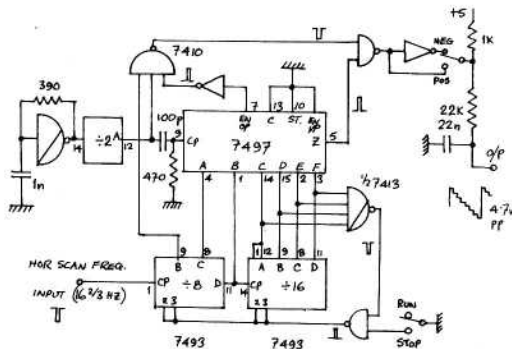 +5
1K
NEG
POS
22K
22n
O/P
4.7v
PP
7410
390
14
÷2
A
12
100p
9
CP
470
1n
7
13
10
EN
OP
C
ST.
EN
I/P
Z
5
7497
A B C D E F
4 1 14 15 2 3
½7413
HOR SCAN FREQ.
INPUT (16 2/3 HZ)
9 8
B C
1
CP
÷8
D
11
2 3
1 12 9 8 11
14
CP
A B C D
÷16
2 3
7493
7493
RUN
STOP